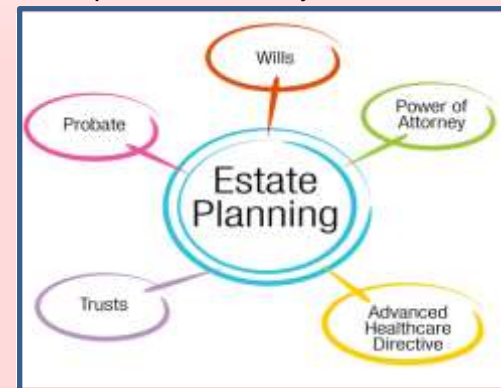 Wills
Probate
Power of
Attorney
Estate
Planning
Trusts
Advanced
Healthcare
Directive